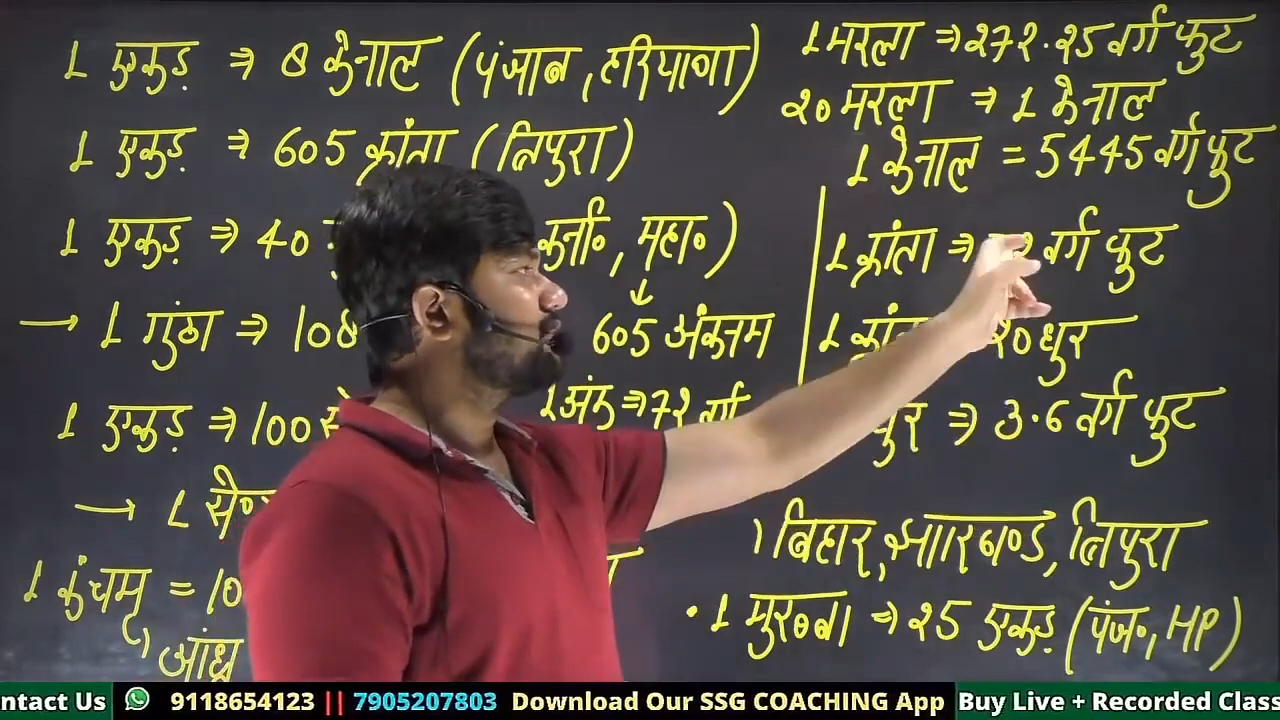 1 एकड़ ⇒ 8 केनाल (पंजाब, हरियाणा)
1 एकड़ ⇒ 605 क्रांता (त्रिपुरा)
1 एकड़ ⇒ 40
कर्ना॰, महा॰)
→ 1 गुंठा ⇒ 108
605 अंकनम
1 एकड़ ⇒ 100
1 अंक ⇒ 72 वर्ग
→ 1
1 कुंचम = 10
आंध्र
1 मरला ⇒ 272.25 वर्ग फुट
20 मरला ⇒ 1 केनाल
1 केनाल = 5445 वर्ग फुट
1 क्रांता ⇒ वर्ग फुट
1 20 धुर
धुर ⇒ 3.6 वर्ग फुट
बिहार, झारखण्ड, त्रिपुरा
• 1 मुरब्बा ⇒ 25 एकड़ (पंजा॰, HP)
ntact Us 9118654123 || 7905207803 Download Our SSG COACHING App Buy Live + Recorded Class